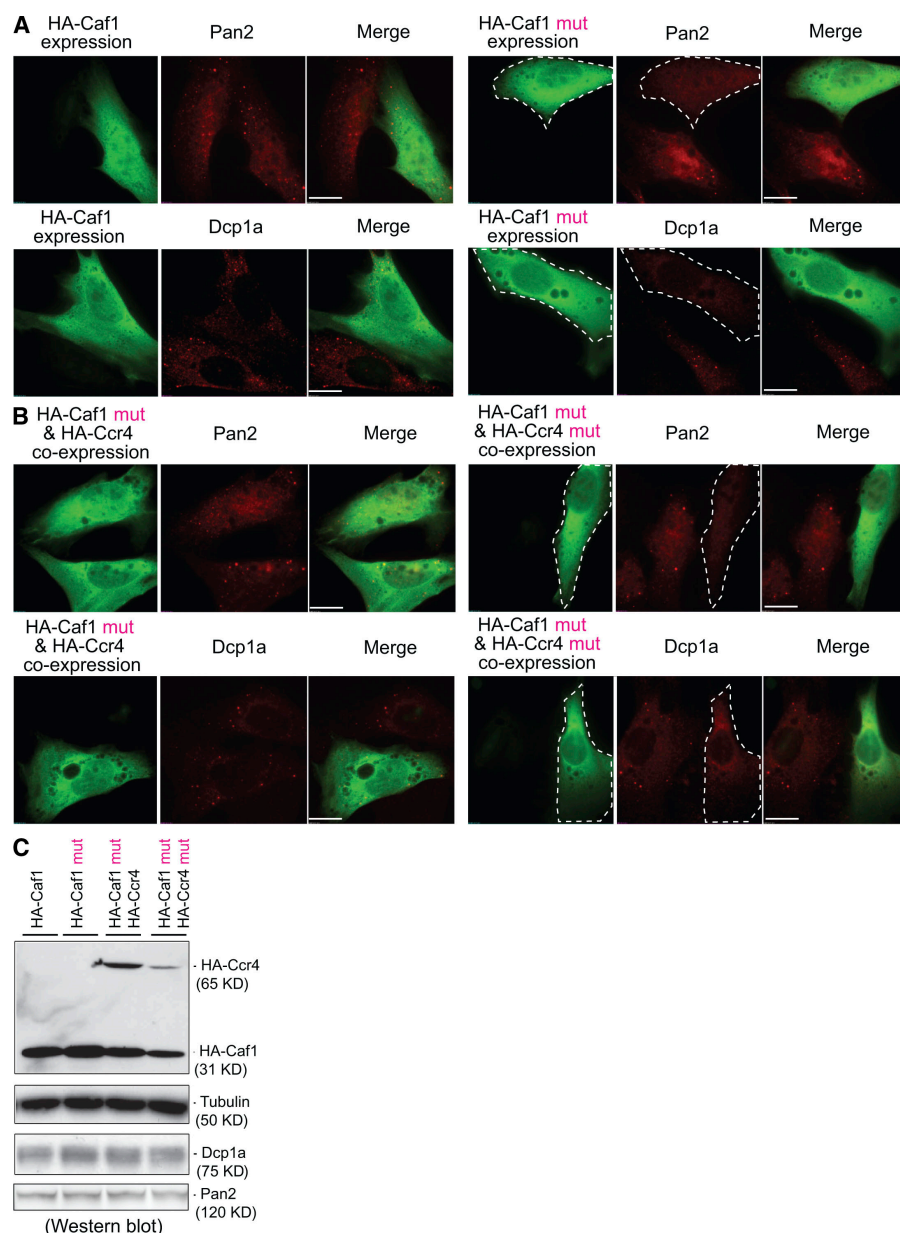 A
HA-Caf1 expression
Pan2
Merge
HA-Caf1 mut expression
Pan2
Merge
HA-Caf1 expression
Dcp1a
Merge
HA-Caf1 mut expression
Dcp1a
Merge
B
HA-Caf1 mut & HA-Ccr4 co-expression
Pan2
Merge
HA-Caf1 mut & HA-Ccr4 mut co-expression
Pan2
Merge
HA-Caf1 mut & HA-Ccr4 co-expression
Dcp1a
Merge
HA-Caf1 mut & HA-Ccr4 mut co-expression
Dcp1a
Merge
C
HA-Caf1
HA-Caf1 mut
HA-Caf1 mut
HA-Ccr4
HA-Caf1 mut
HA-Ccr4 mut
- HA-Ccr4
(65 KD)
- HA-Caf1
(31 KD)
- Tubulin
(50 KD)
- Dcp1a
(75 KD)
- Pan2
(120 KD)
(Western blot)